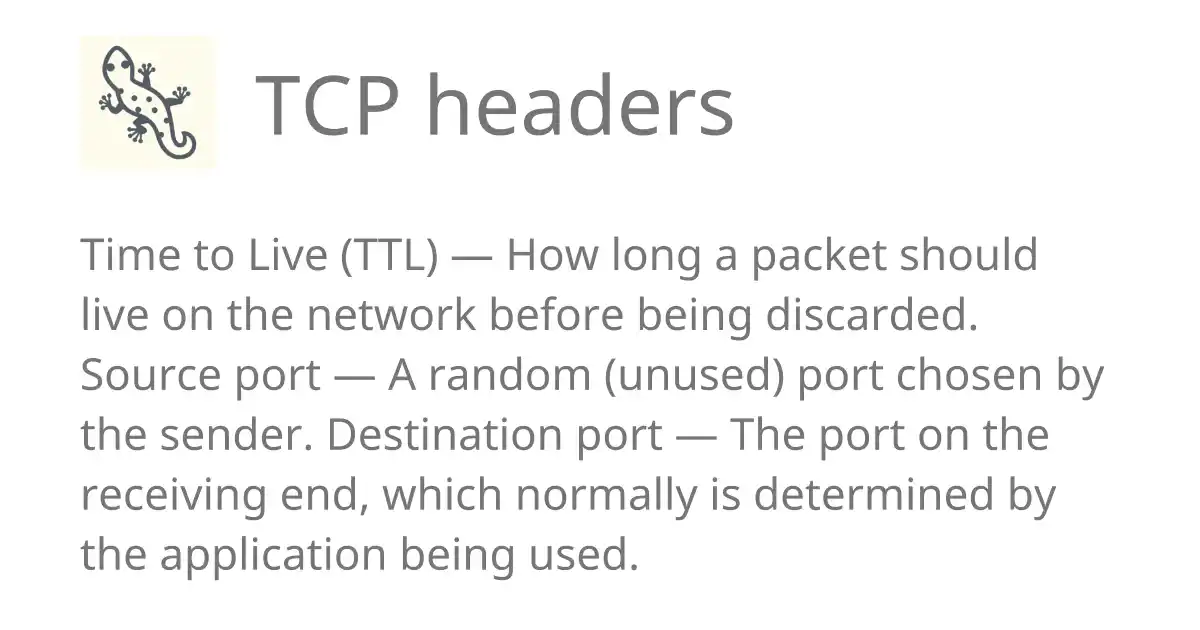 TCP headers
Time to Live (TTL) — How long a packet should
live on the network before being discarded.
Source port — A random (unused) port chosen by
the sender. Destination port — The port on the
receiving end, which normally is determined by
the application being used.